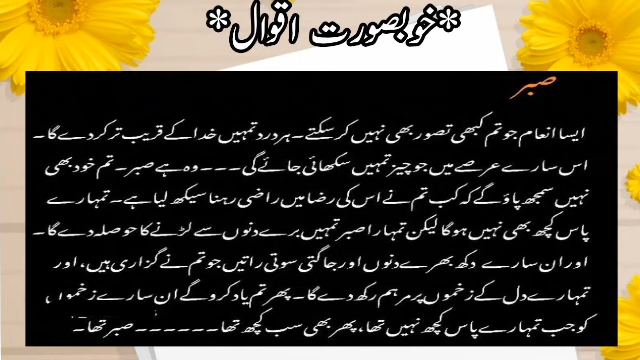 *خوبصورت اقوال*
صبر
ایسا انعام جو تم کبھی تصور بھی نہیں کر سکتے۔ ہر درد تمہیں خدا کے قریب تر کر دے گا۔
اس سارے عرصے میں جو چیز تمہیں سکھائی جائے گی ۔۔۔ وہ ہے صبر۔ تم خود بھی
نہیں سمجھ پاؤ گے کہ کب تم نے اس کی رضا میں راضی رہنا سیکھ لیا ہے۔ تمہارے
پاس کچھ بھی نہیں ہوگا لیکن تمہارا صبر تمہیں برے دنوں سے لڑنے کا حوصلہ دے گا۔
اور ان سارے دکھ بھرے دنوں اور جاگتی سوتی راتیں جو تم نے گزاری ہیں، اور
تمہارے دل کے زخموں پر مرہم رکھ دے گا۔ پھر تم یاد کرو گے ان سارے زخموں
کو جب تمہارے پاس کچھ نہیں تھا، پھر بھی سب کچھ تھا ۔۔۔۔۔۔ صبر تھا۔